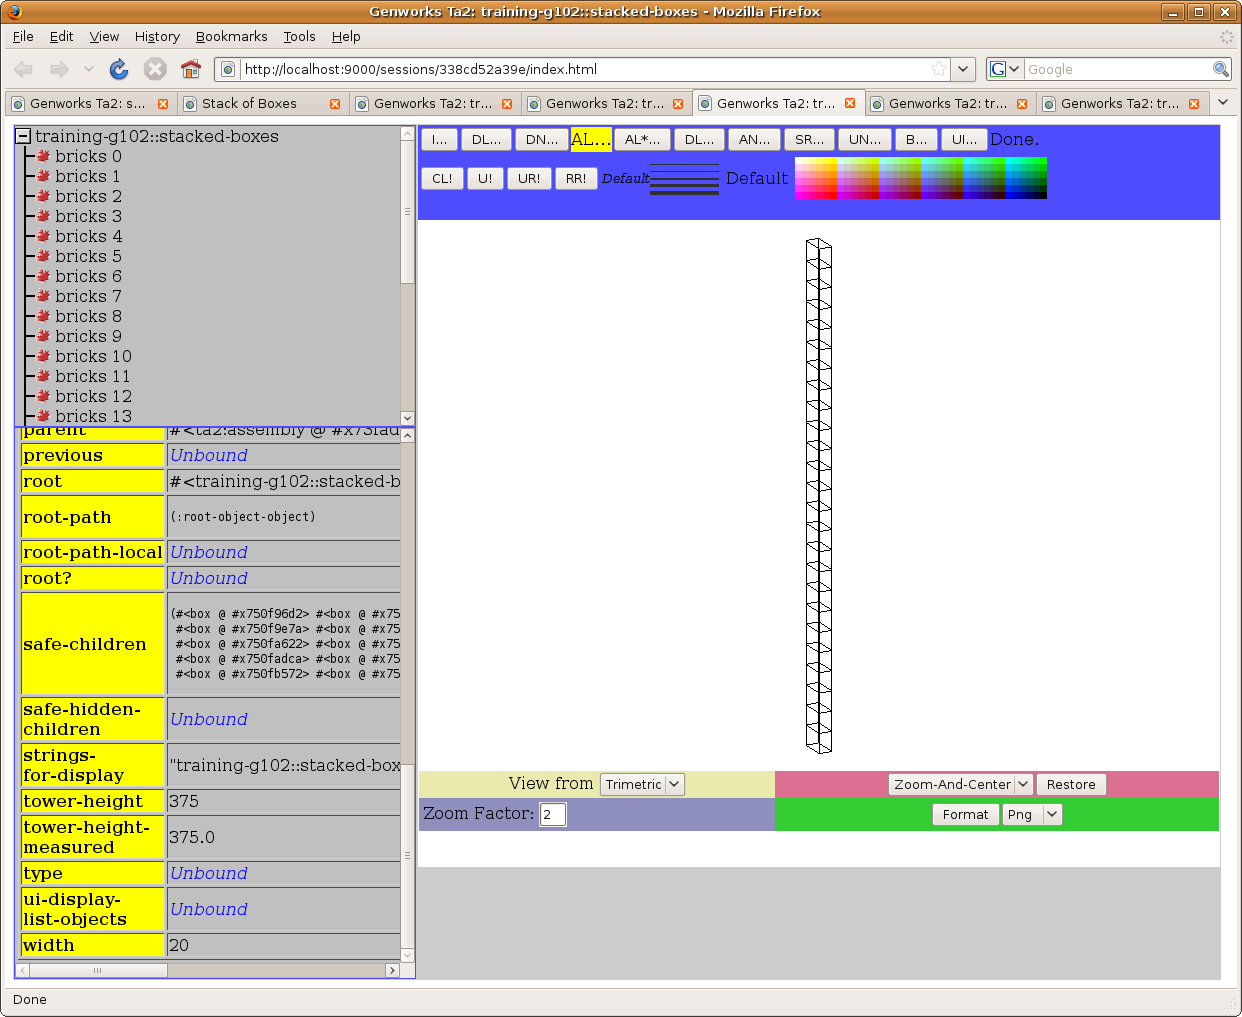 Genworks Ta2: training-g102::stacked-boxes - Mozilla Firefox
File Edit View History Bookmarks Tools Help
http://localhost:9000/sessions/338cd52a39e/index.html
G Google
Genworks Ta2: s... Stack of Boxes Genworks Ta2: tr... Genworks Ta2: tr... Genworks Ta2: tr... Genworks Ta2: tr... Genworks Ta2: tr...
training-g102::stacked-boxes
bricks 0
bricks 1
bricks 2
bricks 3
bricks 4
bricks 5
bricks 6
bricks 7
bricks 8
bricks 9
bricks 10
bricks 11
bricks 12
bricks 13
parent #<ta2:assembly @ #x73fad
previous Unbound
root #<training-g102::stacked-b
root-path (:root-object-object)
root-path-local Unbound
root? Unbound
safe-children
(#<box @ #x750f96d2> #<box @ #x75
#<box @ #x750f9e7a> #<box @ #x75
#<box @ #x750fa622> #<box @ #x75
#<box @ #x750fadca> #<box @ #x75
#<box @ #x750fb572> #<box @ #x75
safe-hidden-
children
Unbound
strings-
for-display
"training-g102::stacked-box
tower-height 375
tower-height-
measured
375.0
type Unbound
ui-display-
list-objects
Unbound
width 20
I... DL... DN... AL... AL*... DL... AN... SR... UN... B... UI... Done.
CL! U! UR! RR! Default Default
View from Trimetric Zoom-And-Center Restore
Zoom Factor: 2 Format Png
Done